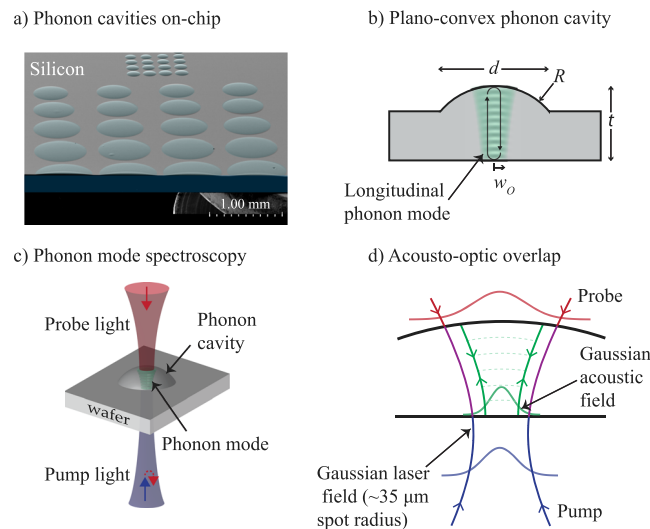 a) Phonon cavities on-chip
Silicon
1.00 mm
b) Plano-convex phonon cavity
d
R
t
w_o
Longitudinal
phonon mode
c) Phonon mode spectroscopy
Probe light
Phonon
cavity
wafer
Phonon mode
Pump light
d) Acousto-optic overlap
Probe
Gaussian
acoustic
field
Gaussian laser
field (~35 μm
spot radius)
Pump